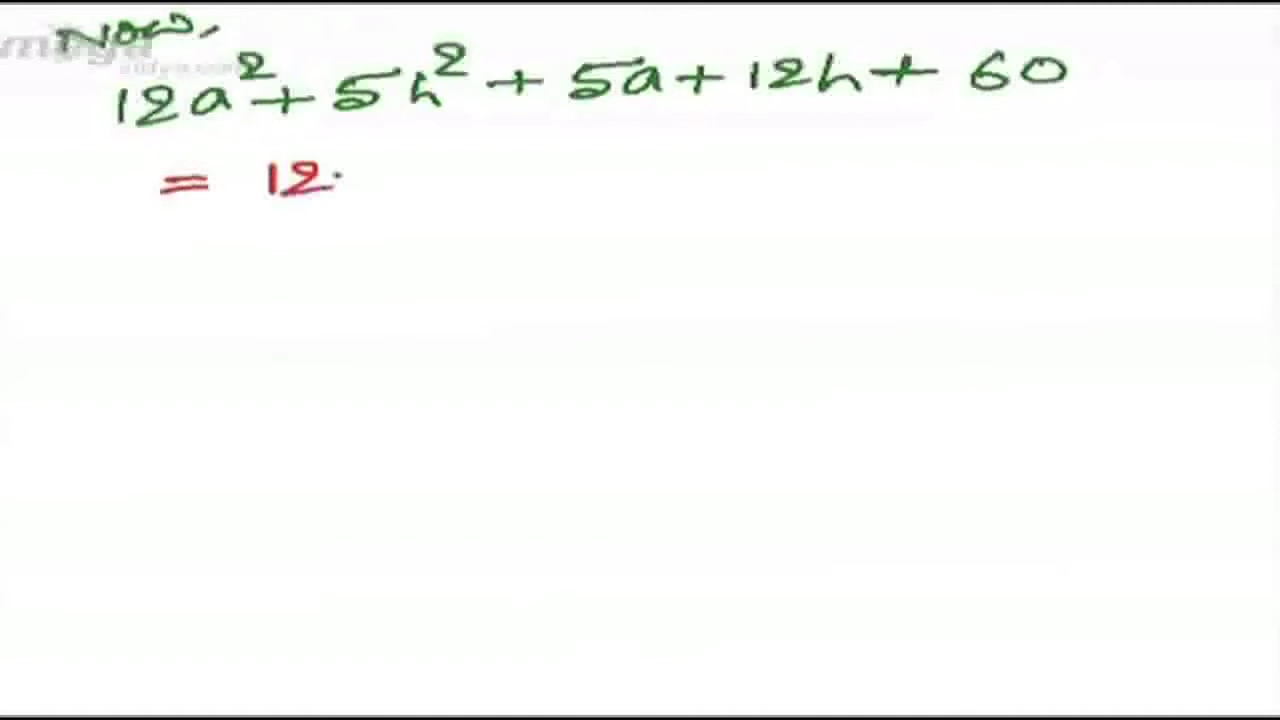 Now,
12a² + 5h² + 5a + 12h + 60
= 12